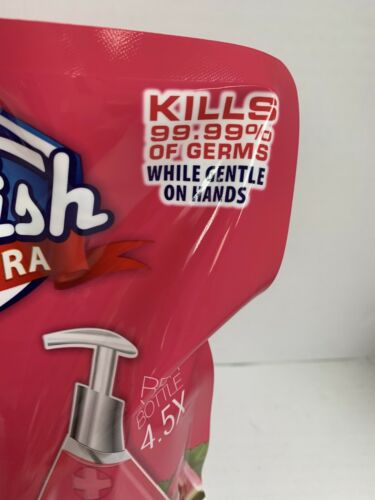 KILLS
99.99%
OF GERMS
WHILE GENTLE
ON HANDS
ish
RA
BOTTLE
4.5X